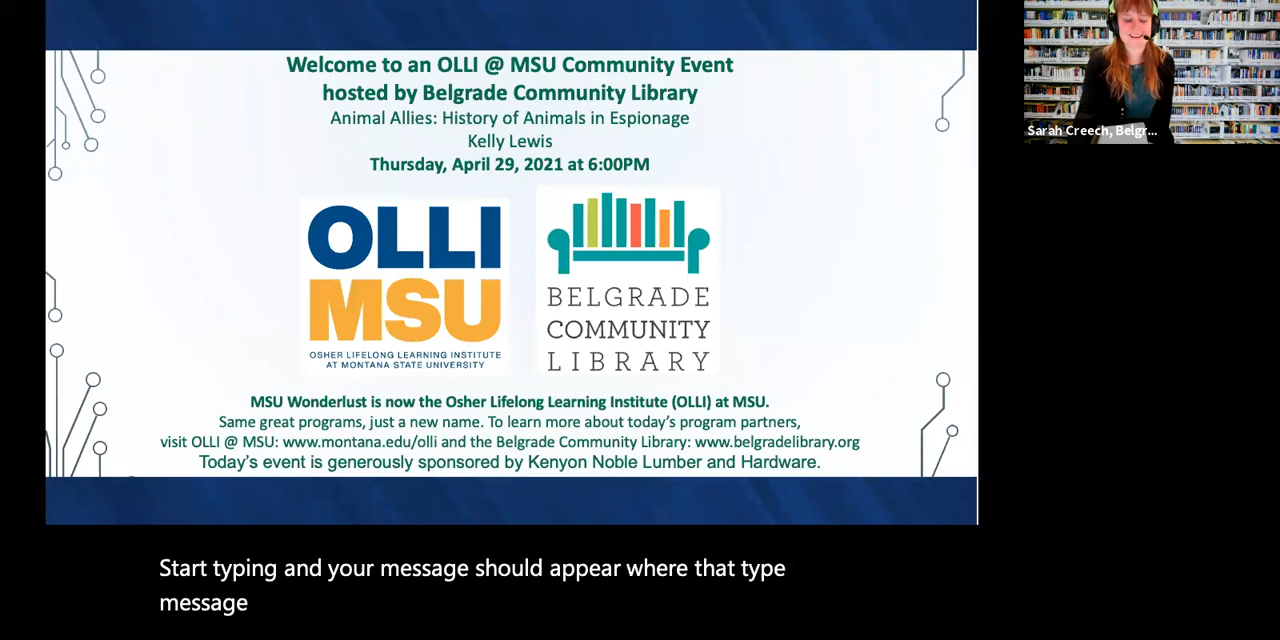 Welcome to an OLLI @ MSU Community Event
hosted by Belgrade Community Library
Animal Allies: History of Animals in Espionage
Kelly Lewis
Thursday, April 29, 2021 at 6:00PM
OLLI
MSU
OSHER LIFELONG LEARNING INSTITUTE
AT MONTANA STATE UNIVERSITY
BELGRADE
COMMUNITY
LIBRARY
MSU Wonderlust is now the Osher Lifelong Learning Institute (OLLI) at MSU.
Same great programs, just a new name. To learn more about today's program partners,
visit OLLI @ MSU: www.montana.edu/olli and the Belgrade Community Library: www.belgradelibrary.org
Today's event is generously sponsored by Kenyon Noble Lumber and Hardware.
Sarah Creech, Belgr...
Start typing and your message should appear where that type
message